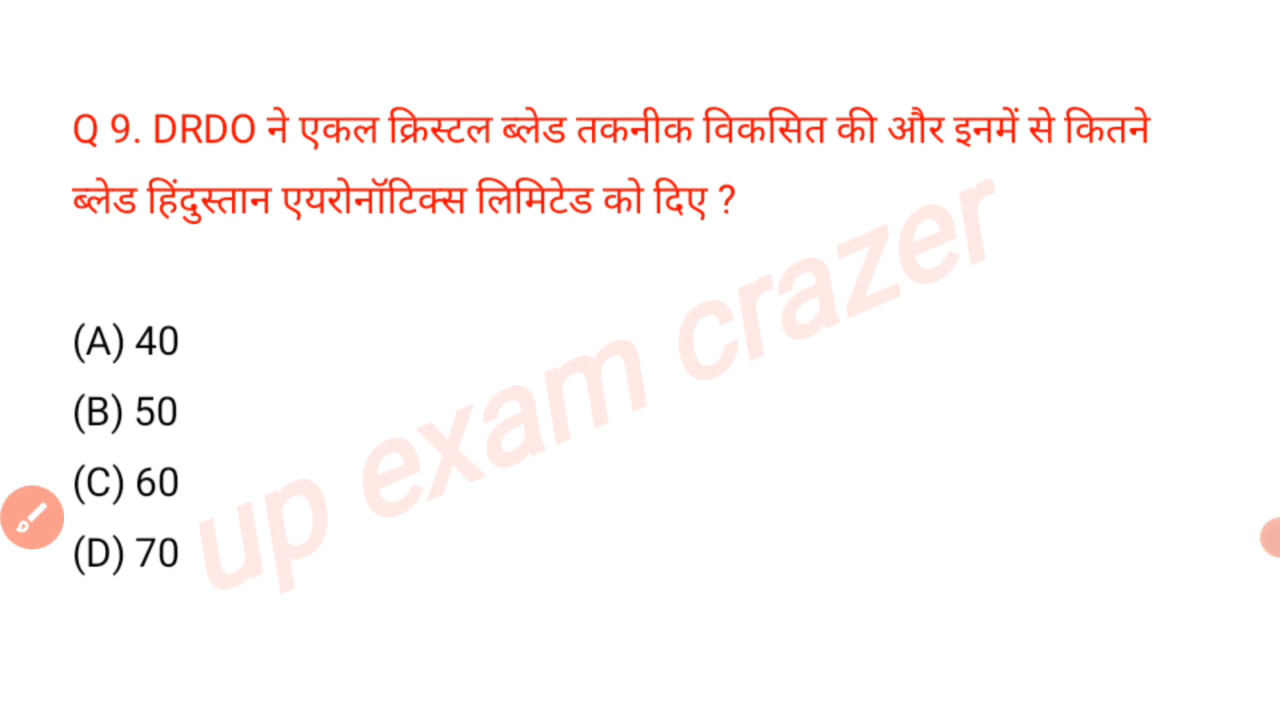 Q 9. DRDO ने एकल क्रिस्टल ब्लेड तकनीक विकसित की और इनमें से कितने
ब्लेड हिंदुस्तान एयरोनॉटिक्स लिमिटेड को दिए ?
(A) 40
(B) 50
(C) 60
(D) 70
up exam crazer